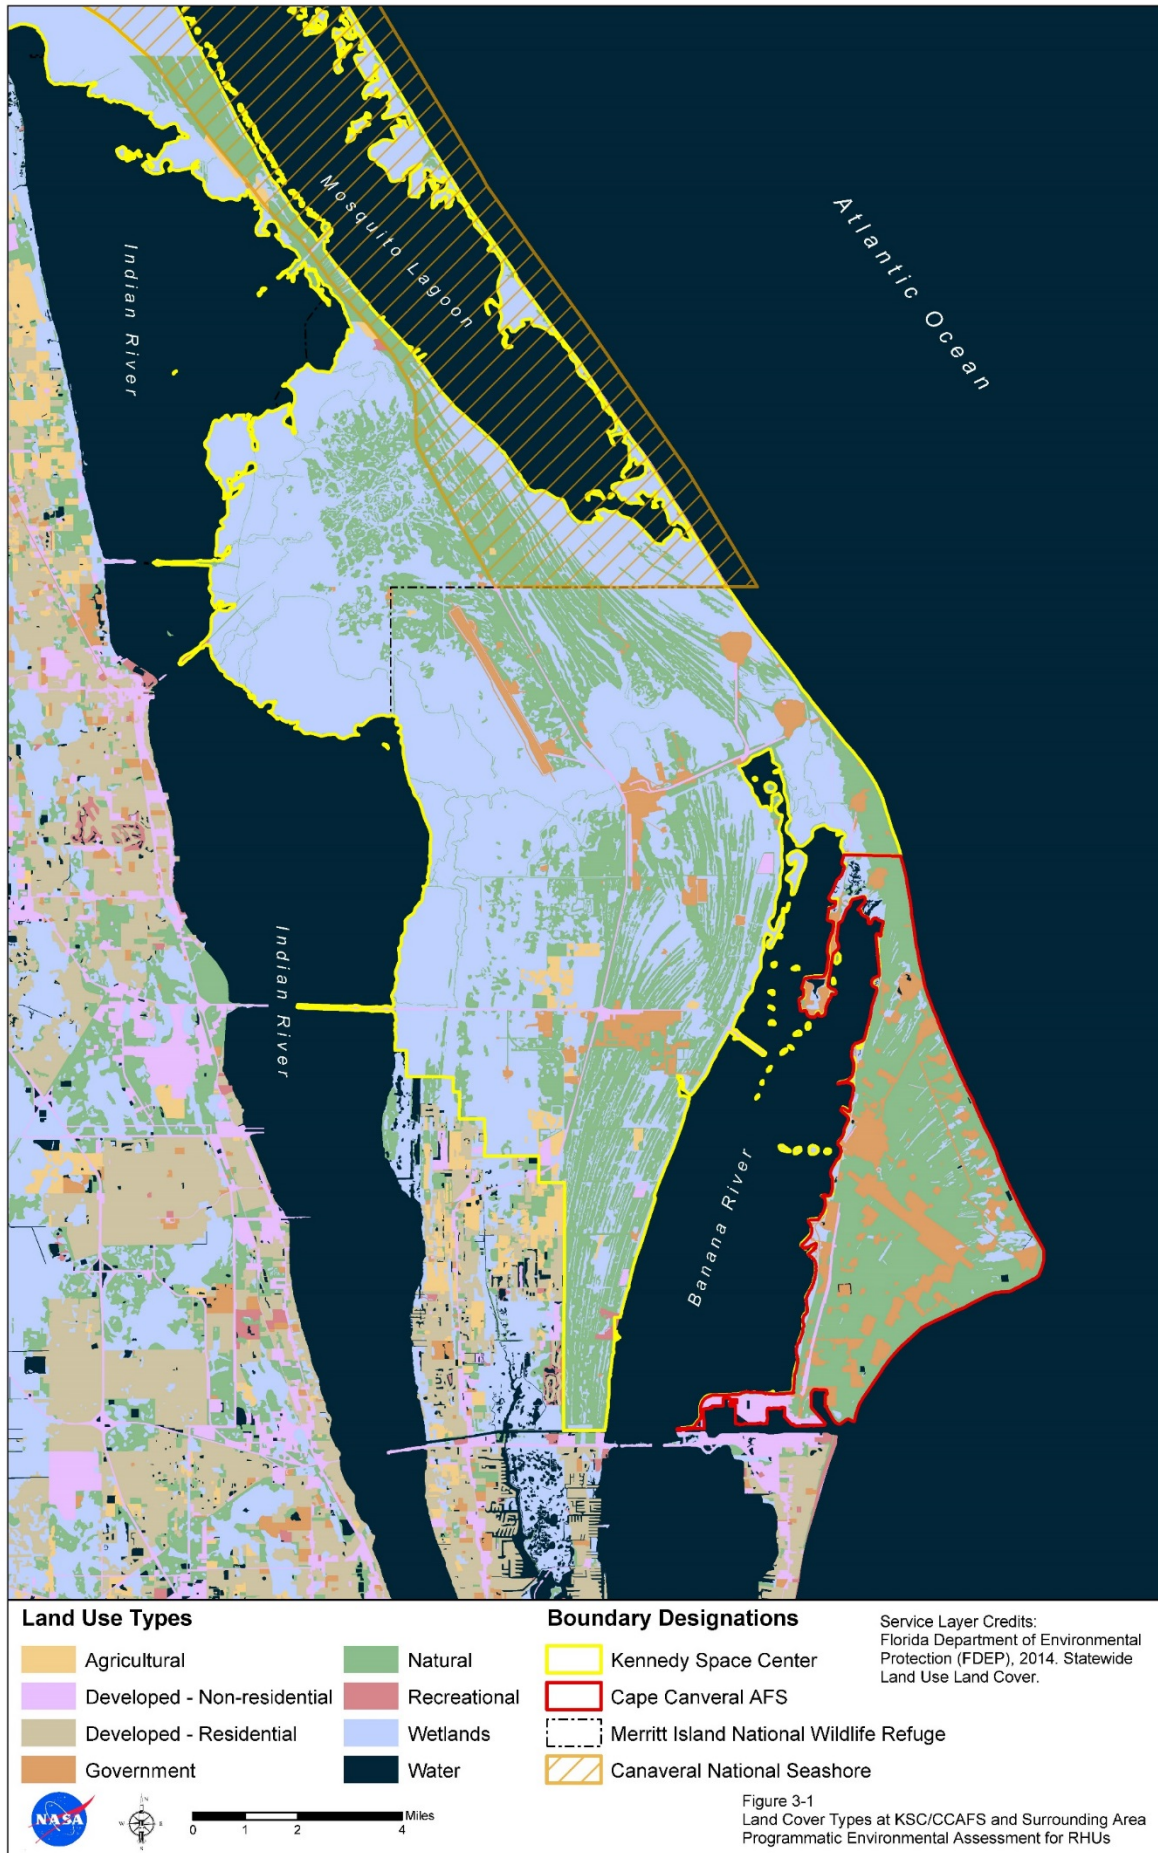 Atlantic Ocean
Mosquito Lagoon
Indian River
Indian River
Banana River
Land Use Types
Agricultural
Developed - Non-residential
Developed - Residential
Government
Natural
Recreational
Wetlands
Water
Boundary Designations
Kennedy Space Center
Cape Canveral AFS
Merritt Island National Wildlife Refuge
Canaveral National Seashore
Service Layer Credits:
Florida Department of Environmental
Protection (FDEP), 2014. Statewide
Land Use Land Cover.
NASA
N
W
E
S
0 1 2 4 Miles
Figure 3-1
Land Cover Types at KSC/CCAFS and Surrounding Area
Programmatic Environmental Assessment for RHUs